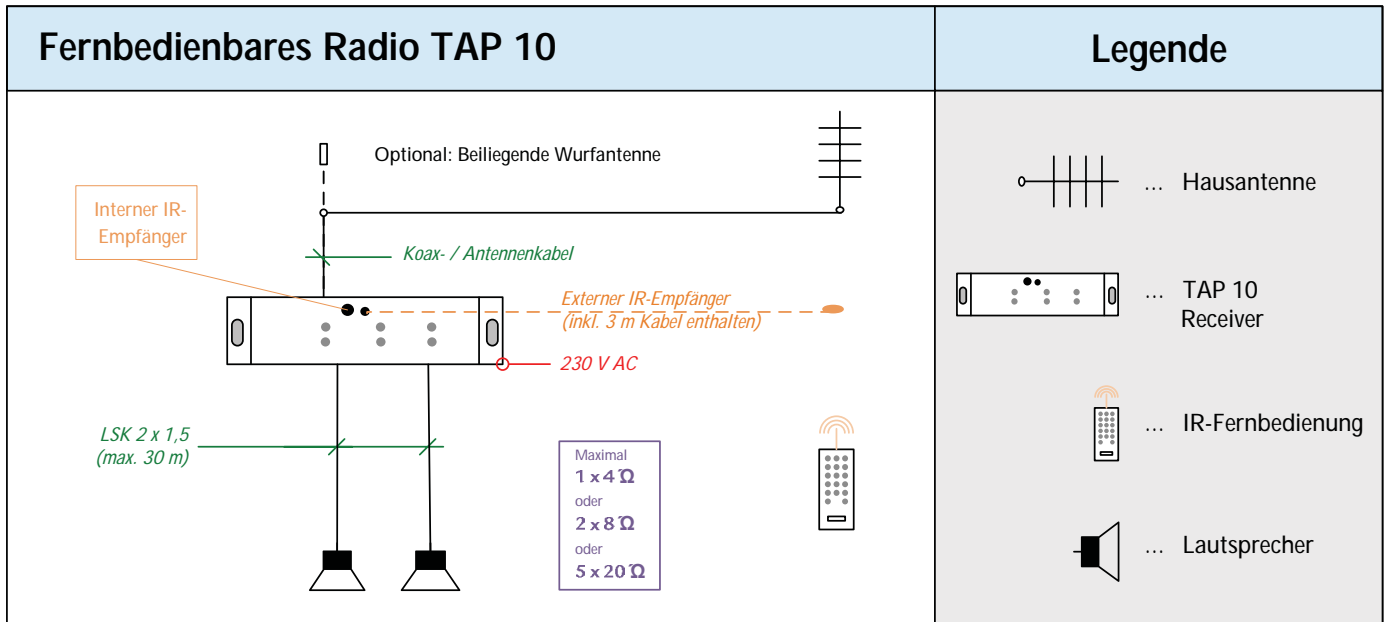 Fernbedienbares Radio TAP 10
Optional: Beiliegende Wurfantenne
Interner IR-
Empfänger
Koax- / Antennenkabel
Externer IR-Empfänger
(inkl. 3 m Kabel enthalten)
230 V AC
LSK 2 x 1,5
(max. 30 m)
Maximal
1 x 4 Ω
oder
2 x 8 Ω
oder
5 x 20 Ω
Legende
... Hausantenne
... TAP 10
Receiver
... IR-Fernbedienung
... Lautsprecher